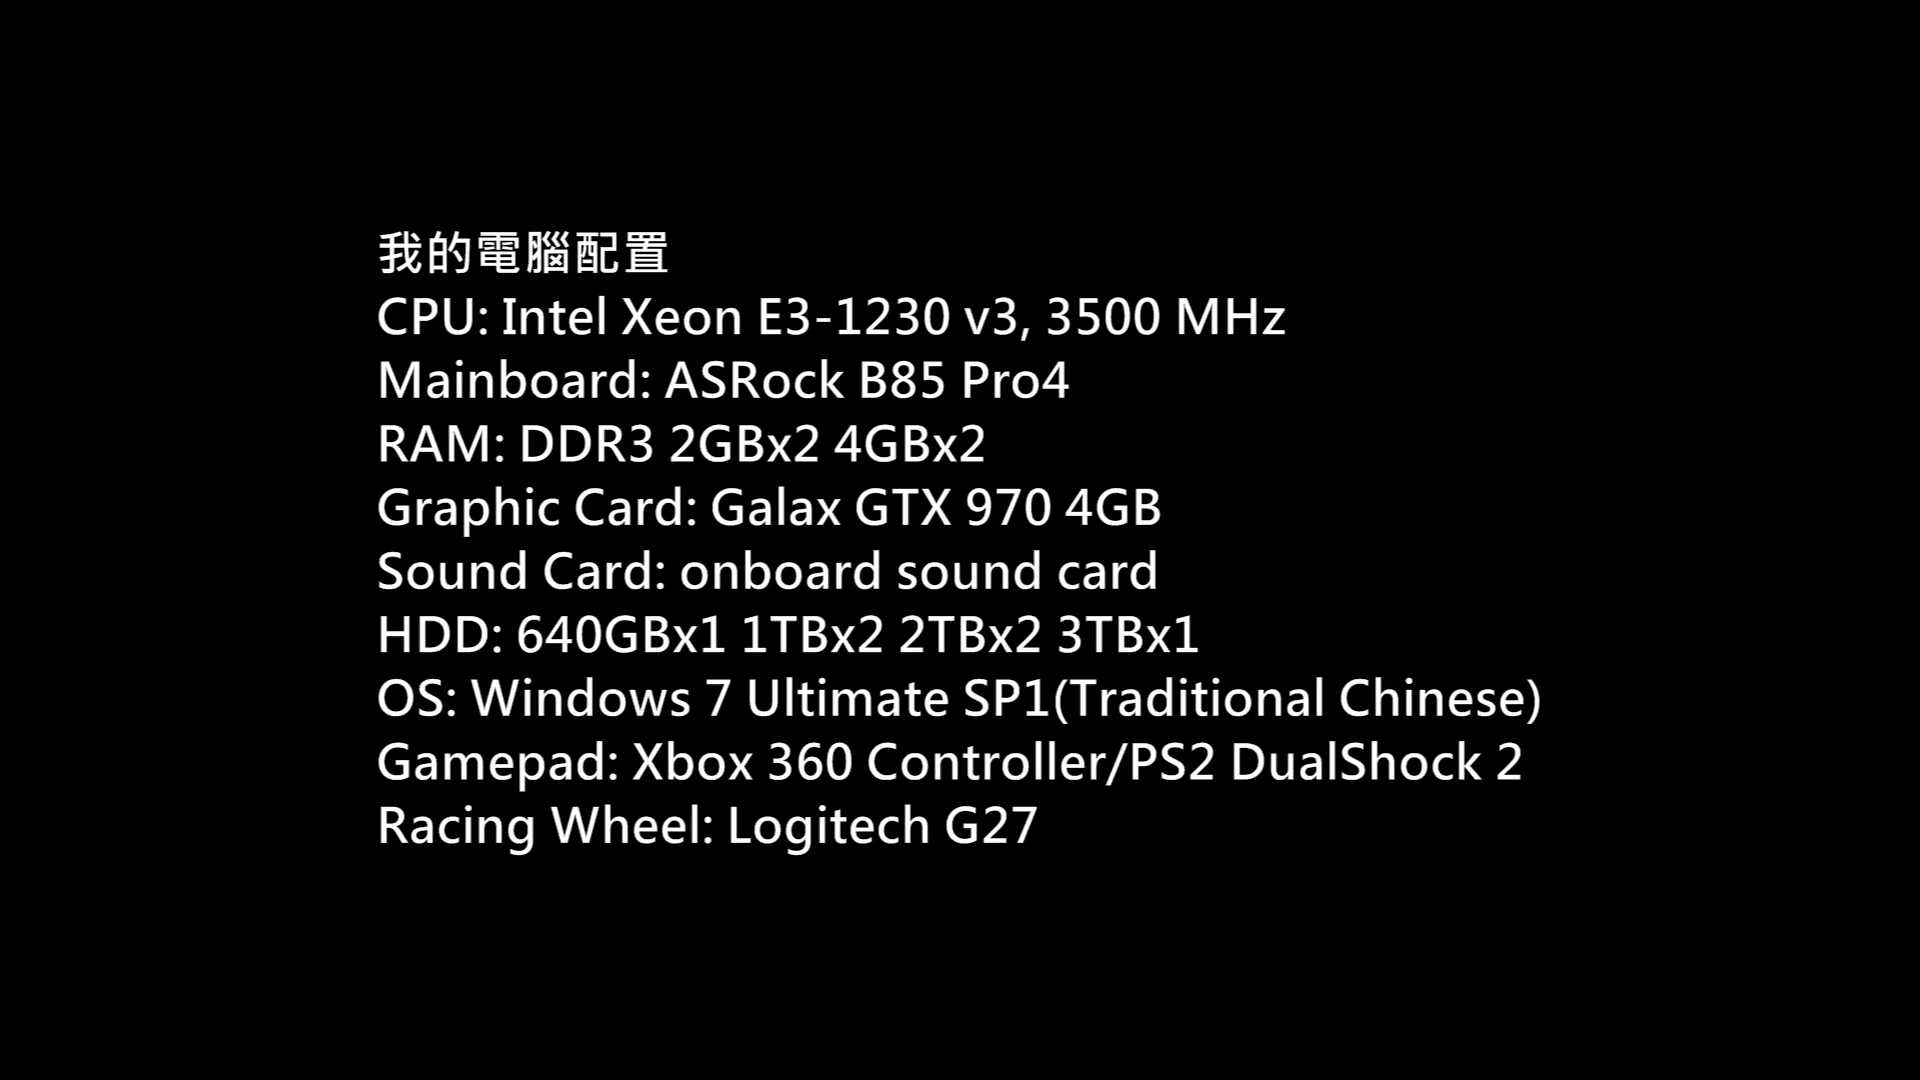 我的電腦配置
CPU: Intel Xeon E3-1230 v3, 3500 MHz
Mainboard: ASRock B85 Pro4
RAM: DDR3 2GBx2 4GBx2
Graphic Card: Galax GTX 970 4GB
Sound Card: onboard sound card
HDD: 640GBx1 1TBx2 2TBx2 3TBx1
OS: Windows 7 Ultimate SP1(Traditional Chinese)
Gamepad: Xbox 360 Controller/PS2 DualShock 2
Racing Wheel: Logitech G27